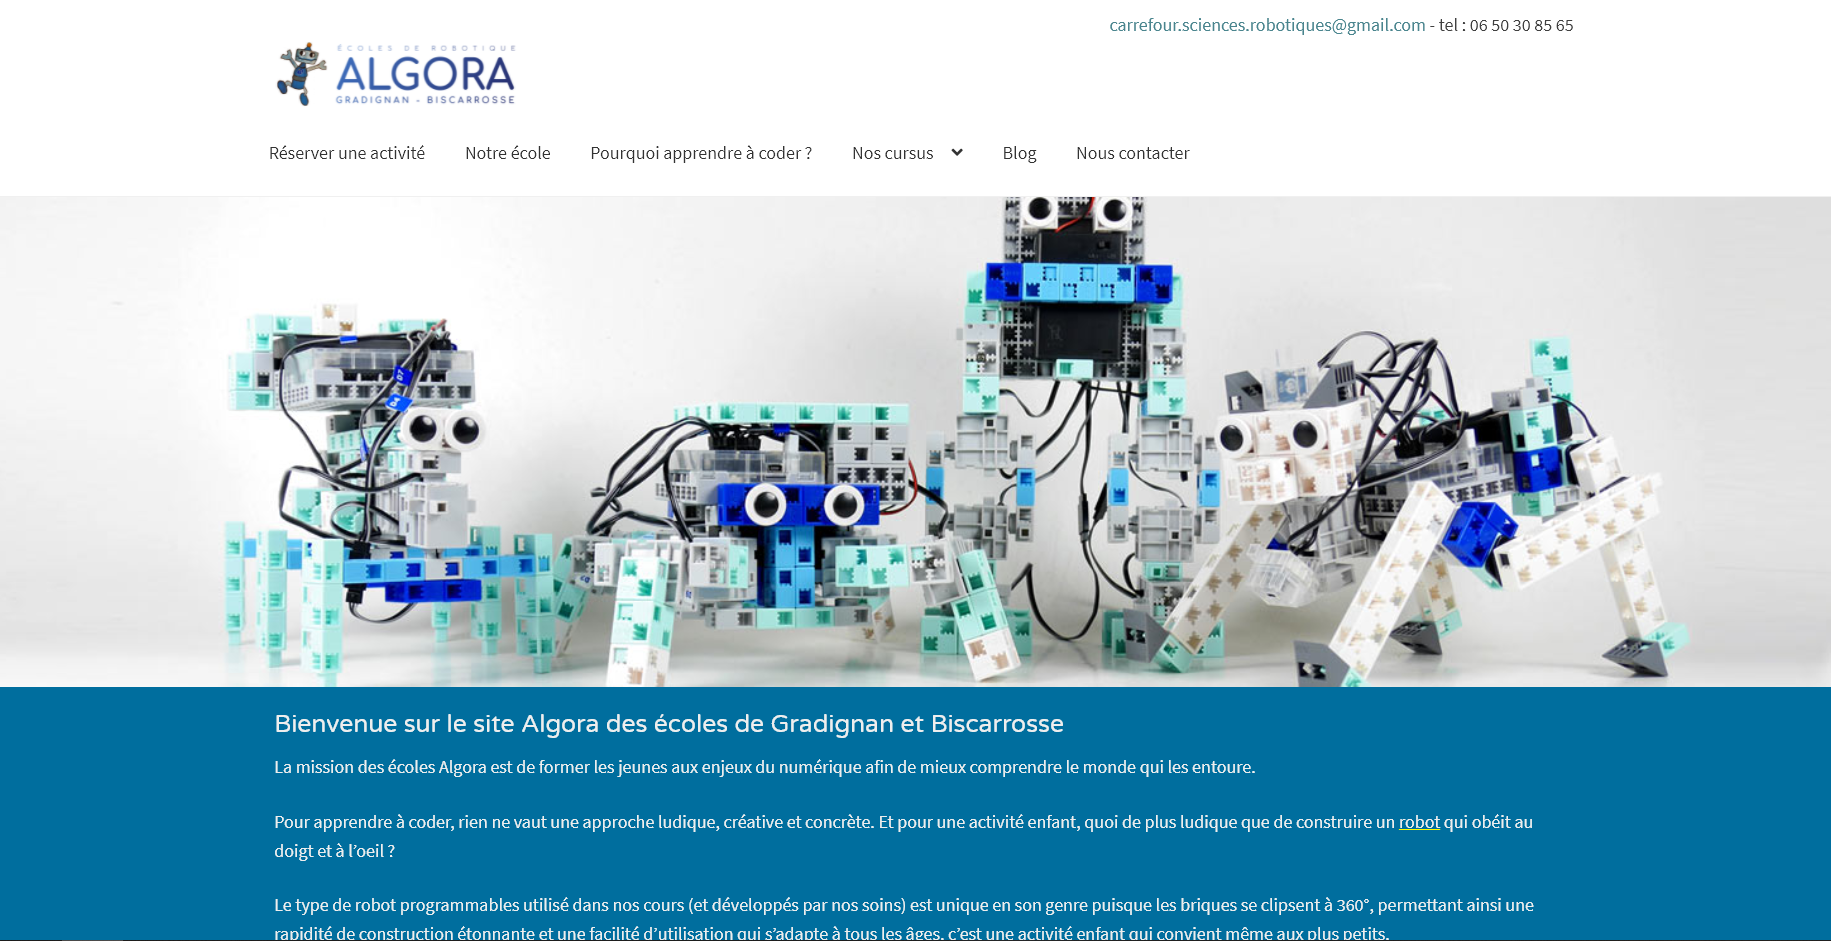 carrefour.sciences.robotiques@gmail.com - tel : 06 50 30 85 65
ÉCOLES DE ROBOTIQUE
ALGORA
GRADIGNAN - BISCARROSSE
Réserver une activité Notre école Pourquoi apprendre à coder ? Nos cursus Blog Nous contacter
07
04
Bienvenue sur le site Algora des écoles de Gradignan et Biscarrosse
La mission des écoles Algora est de former les jeunes aux enjeux du numérique afin de mieux comprendre le monde qui les entoure.
Pour apprendre à coder, rien ne vaut une approche ludique, créative et concrète. Et pour une activité enfant, quoi de plus ludique que de construire un robot qui obéit au
doigt et à l’oeil ?
Le type de robot programmables utilisé dans nos cours (et développés par nos soins) est unique en son genre puisque les briques se clipsent à 360°, permettant ainsi une
rapidité de construction étonnante et une facilité d’utilisation qui s’adapte à tous les âges, c’est une activité enfant qui convient même aux plus petits.